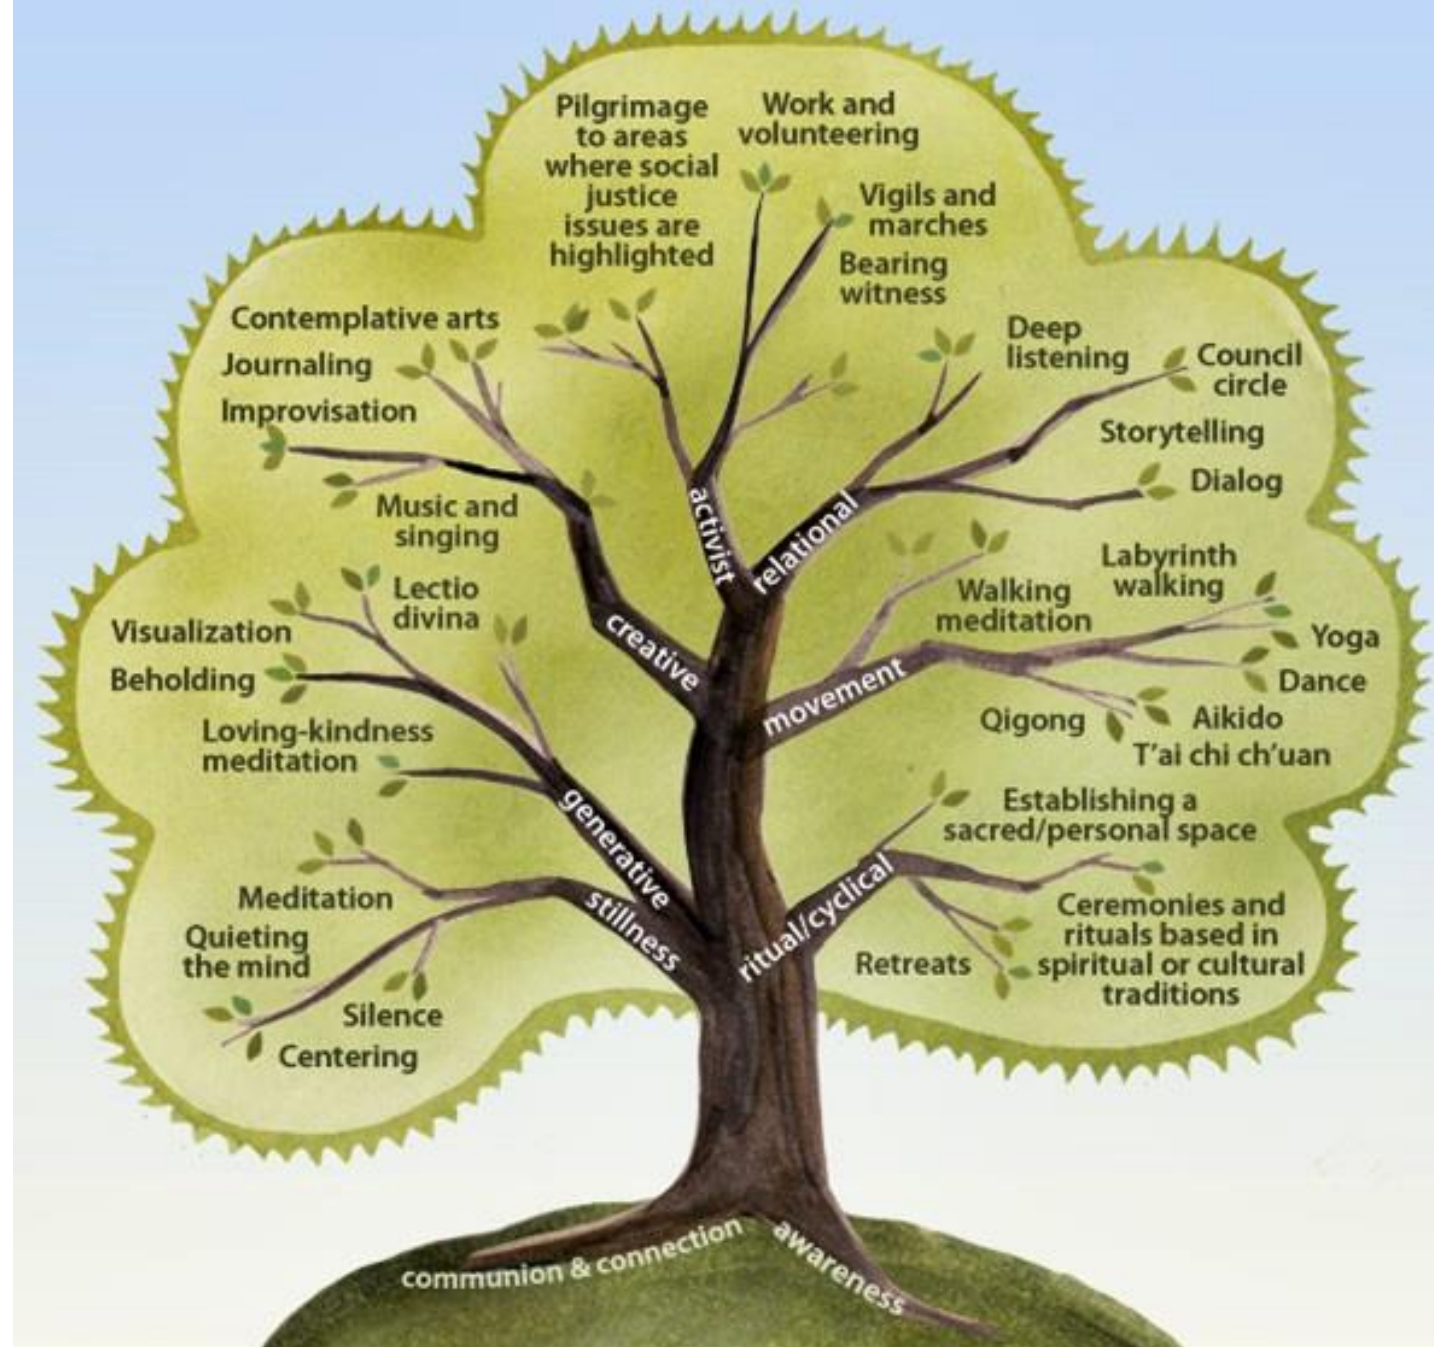 Pilgrimage
to areas
where social
justice
issues are
highlighted
Work and
volunteering
Vigils and
marches
Bearing
witness
Contemplative arts
Journaling
Improvisation
Music and
singing
Deep
listening
Council
circle
Storytelling
Dialog
activist
relational
creative
Lectio
divina
Visualization
Beholding
Loving-kindness
meditation
generative
Labyrinth
walking
Walking
meditation
Yoga
Dance
Qigong
Aikido
T'ai chi ch'uan
movement
Meditation
Quieting
the mind
Silence
Centering
stillness
Establishing a
sacred/personal space
Ceremonies and
rituals based in
spiritual or cultural
traditions
Retreats
ritual/cyclical
communion & connection
awareness